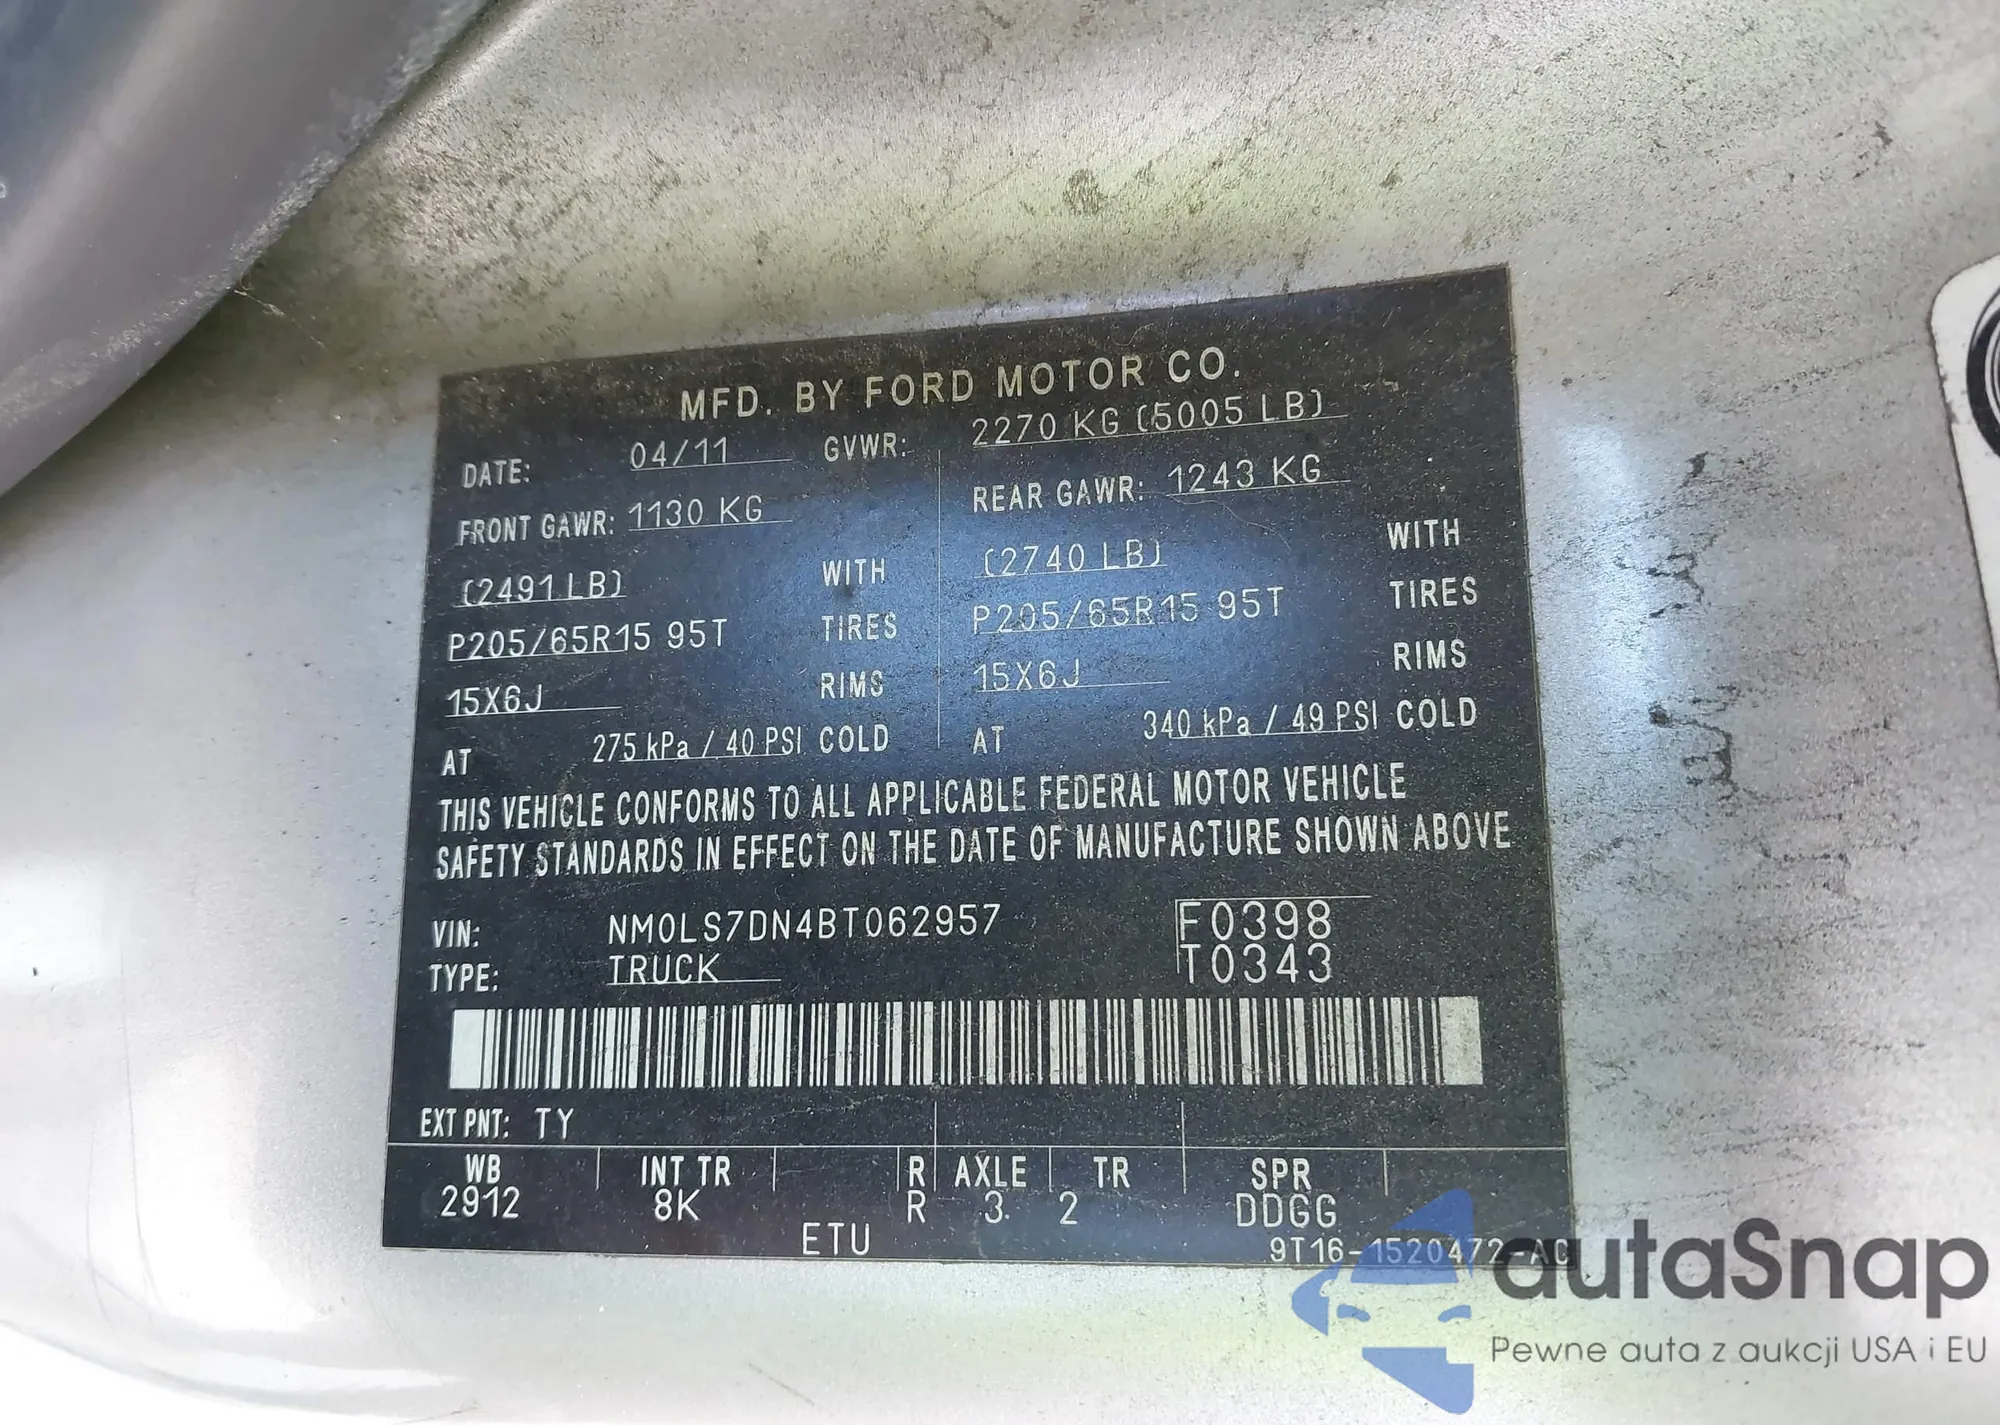 MFD. BY FORD MOTOR CO.
DATE: 04/11 GVWR: 2270 KG (5005 LB)
FRONT GAWR: 1130 KG REAR GAWR: 1243 KG
(2491 LB) WITH (2740 LB) WITH
P205/65R15 95T TIRES P205/65R15 95T TIRES
15X6J RIMS 15X6J RIMS
AT 275 kPa / 40 PSI COLD AT 340 kPa / 49 PSI COLD
THIS VEHICLE CONFORMS TO ALL APPLICABLE FEDERAL MOTOR VEHICLE
SAFETY STANDARDS IN EFFECT ON THE DATE OF MANUFACTURE SHOWN ABOVE
VIN: NM0LS7DN4BT062957 F0398
TYPE: TRUCK T0343
EXT PNT: TY
WB INT TR R AXLE TR SPR
2912 8K R 3. 2 DDGG
ETU 9T16-1520472-AC
autaSnap
Pewne auta z aukcji USA i EU